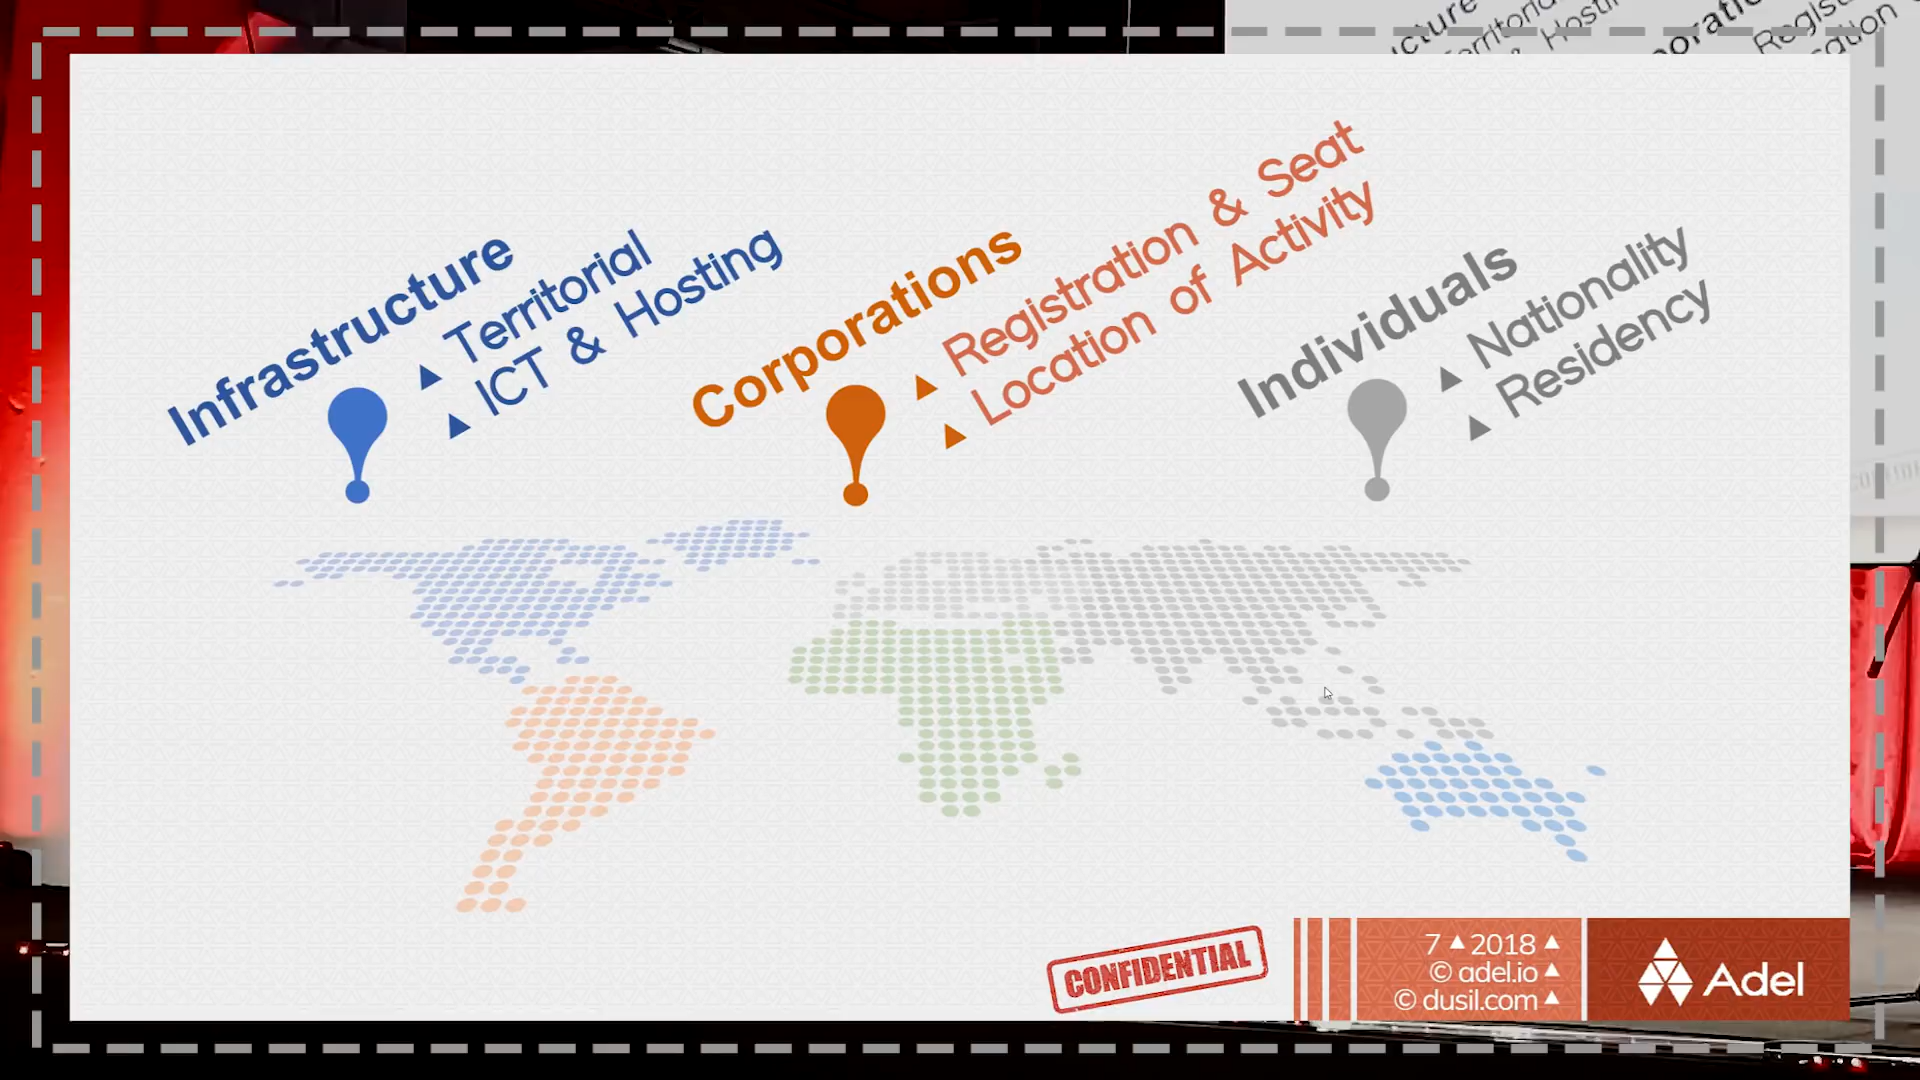 Infrastructure
Territorial
ICT & Hosting
Corporations
Registration & Seat
Location of Activity
Individuals
Nationality
Residency
CONFIDENTIAL
7 ▲ 2018 ▲
© adel.io ▲
© dusil.com ▲
Adel